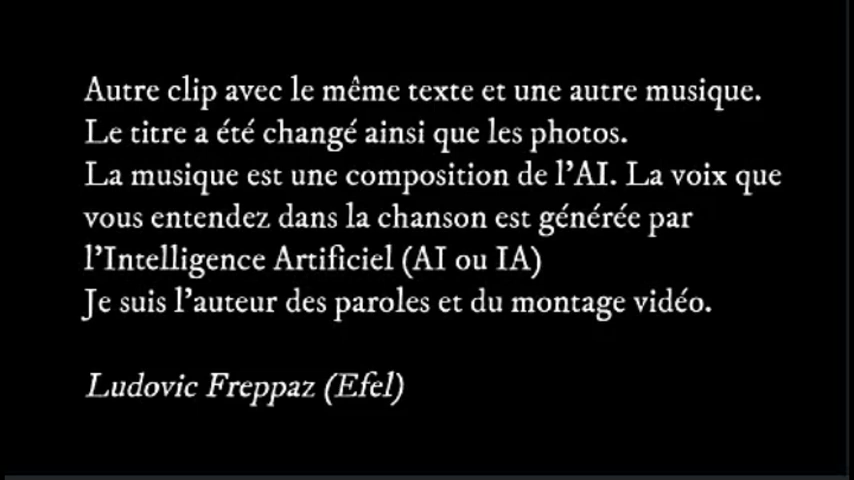 Autre clip avec le même texte et une autre musique.
Le titre a été changé ainsi que les photos.
La musique est une composition de l'AI. La voix que
vous entendez dans la chanson est générée par
l'Intelligence Artificiel (AI ou IA)
Je suis l'auteur des paroles et du montage vidéo.
Ludovic Freppaz (Efel)